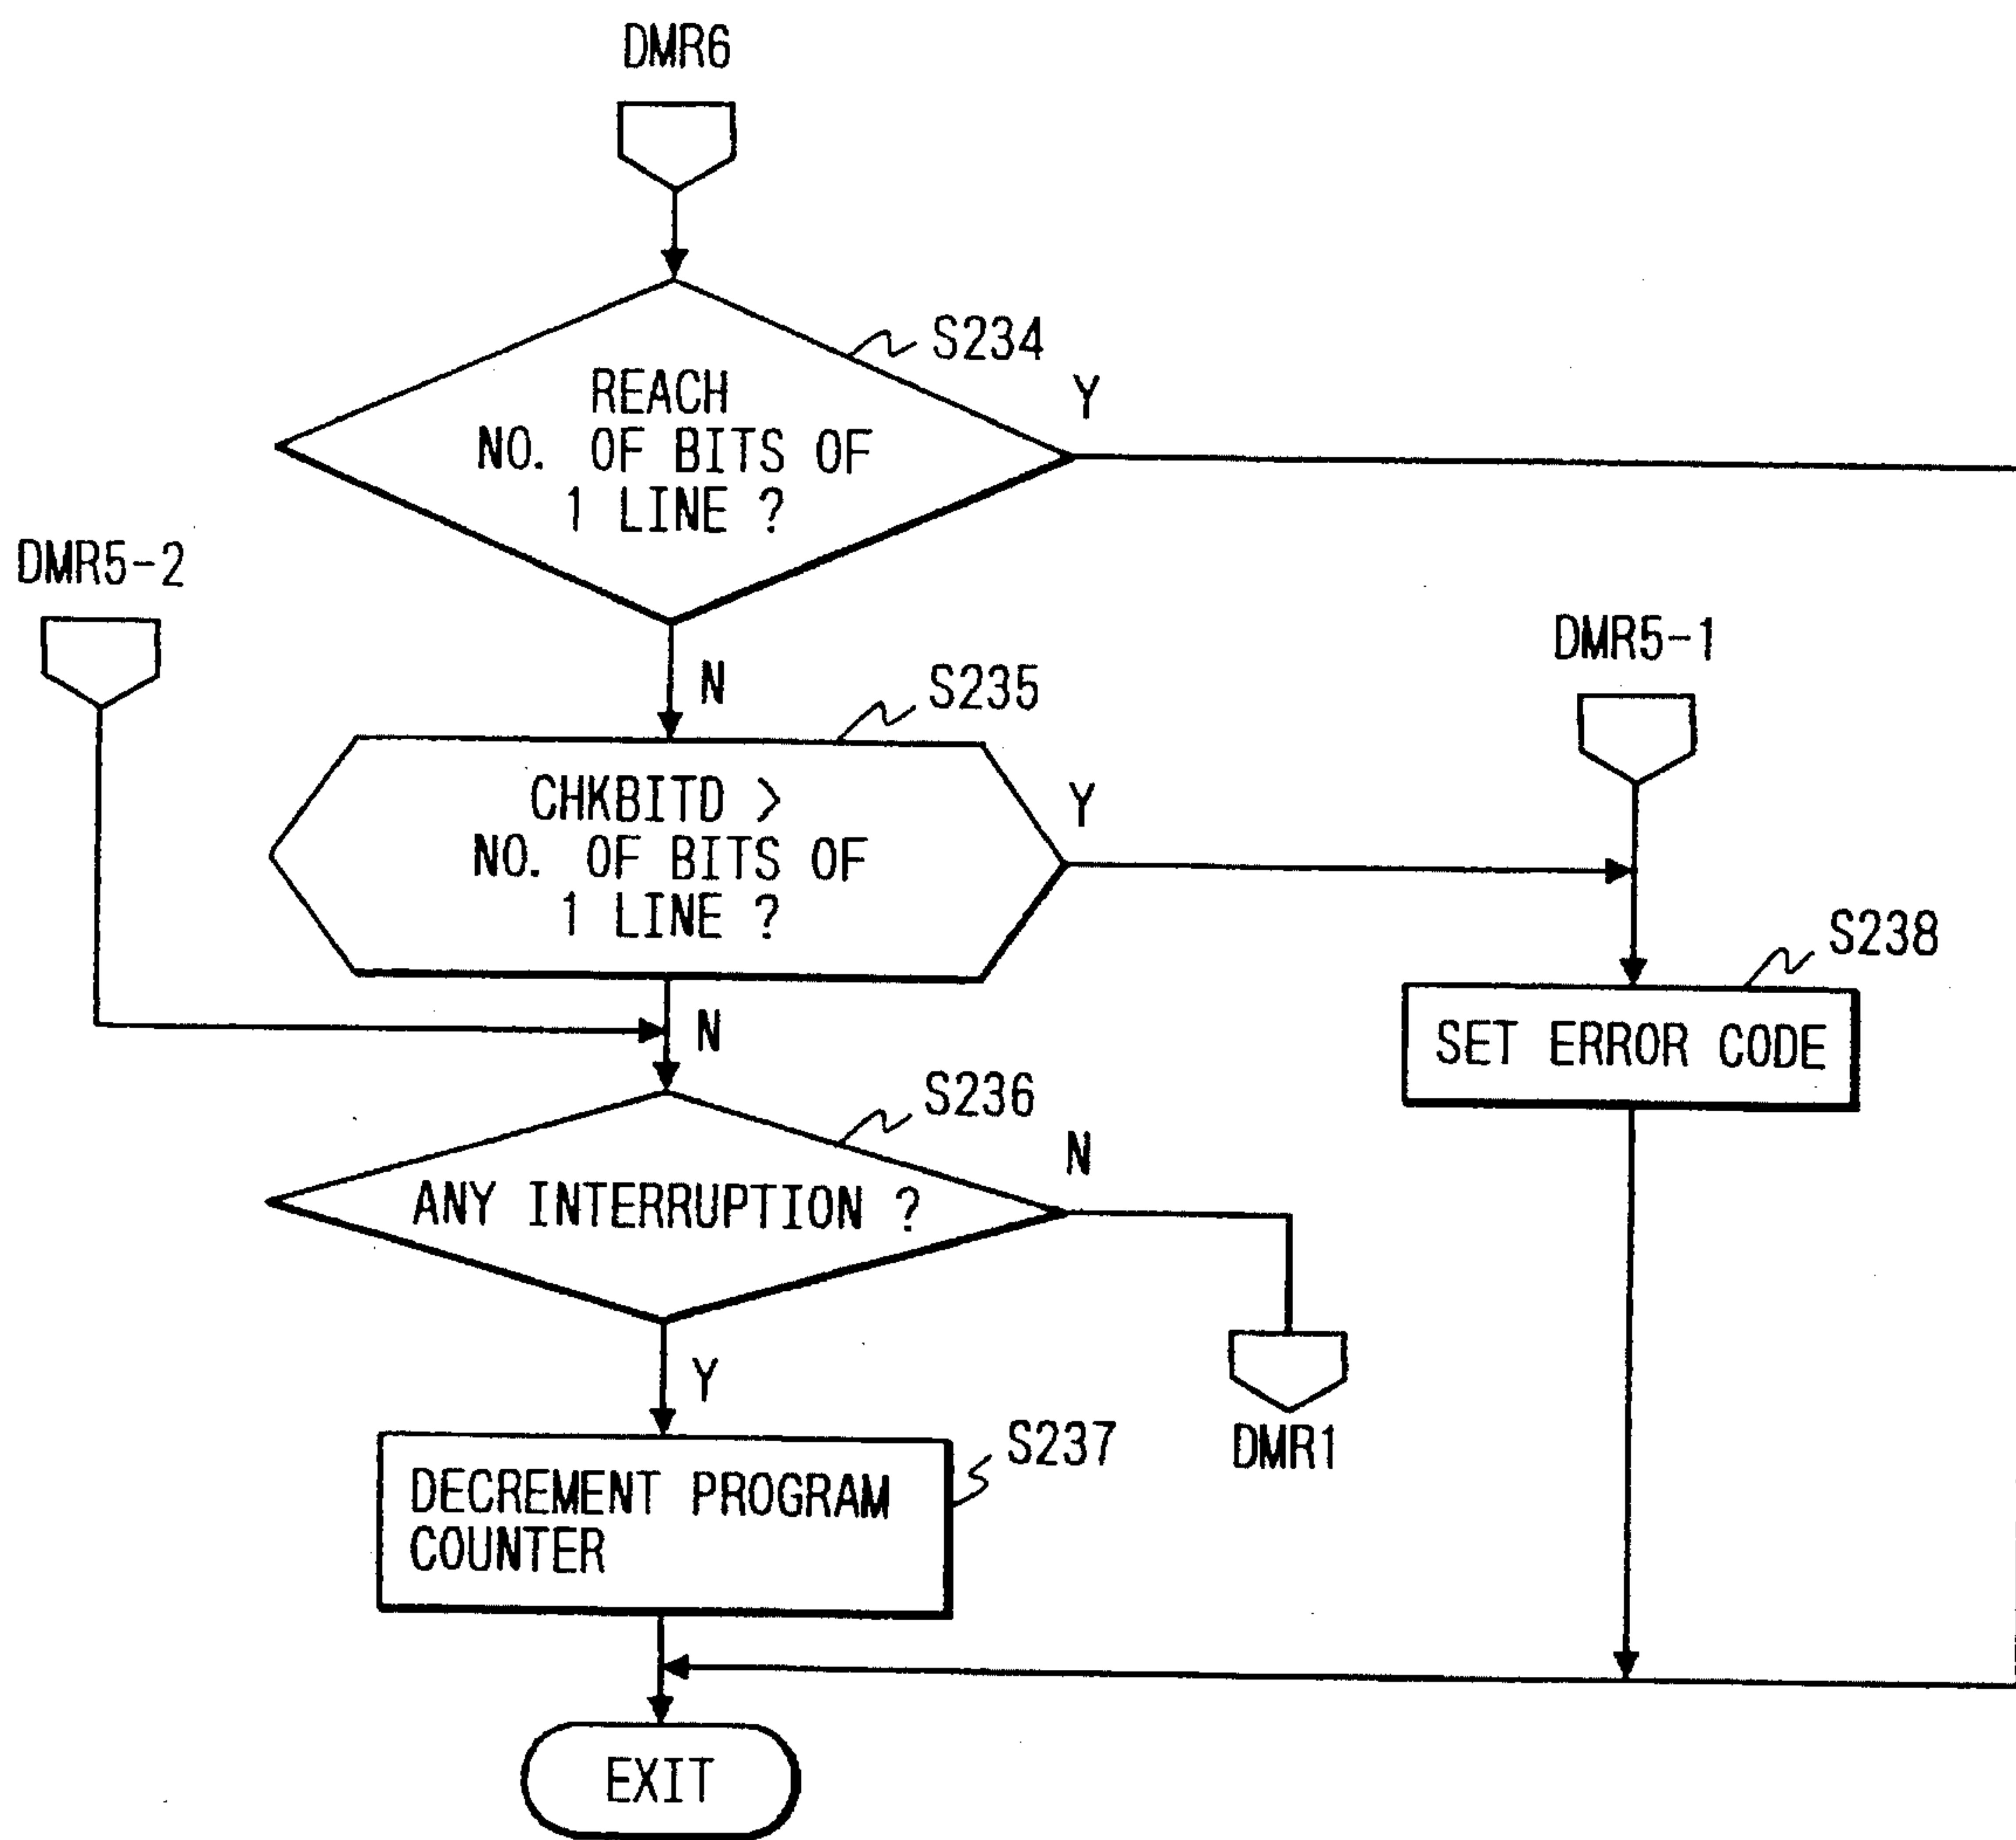 DMR6
S234
REACH
NO. OF BITS OF
1 LINE ?
Y
DMR5-2
N
DMR5-1
S235
CHKBITD >
NO. OF BITS OF
1 LINE ?
Y
N
S238
SET ERROR CODE
S236
ANY INTERRUPTION ?
N
Y
DMR1
S237
DECREMENT PROGRAM
COUNTER
EXIT